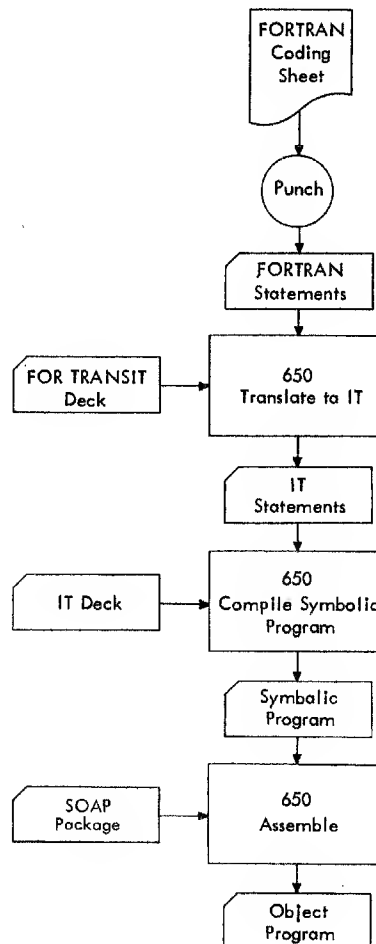 FORTRAN
Coding
Sheet
Punch
FORTRAN
Statements
FOR TRANSIT
Deck
650
Translate to IT
IT
Statements
IT Deck
650
Compile Symbolic
Program
Symbalic
Program
SOAP
Package
650
Assemble
Object
Program